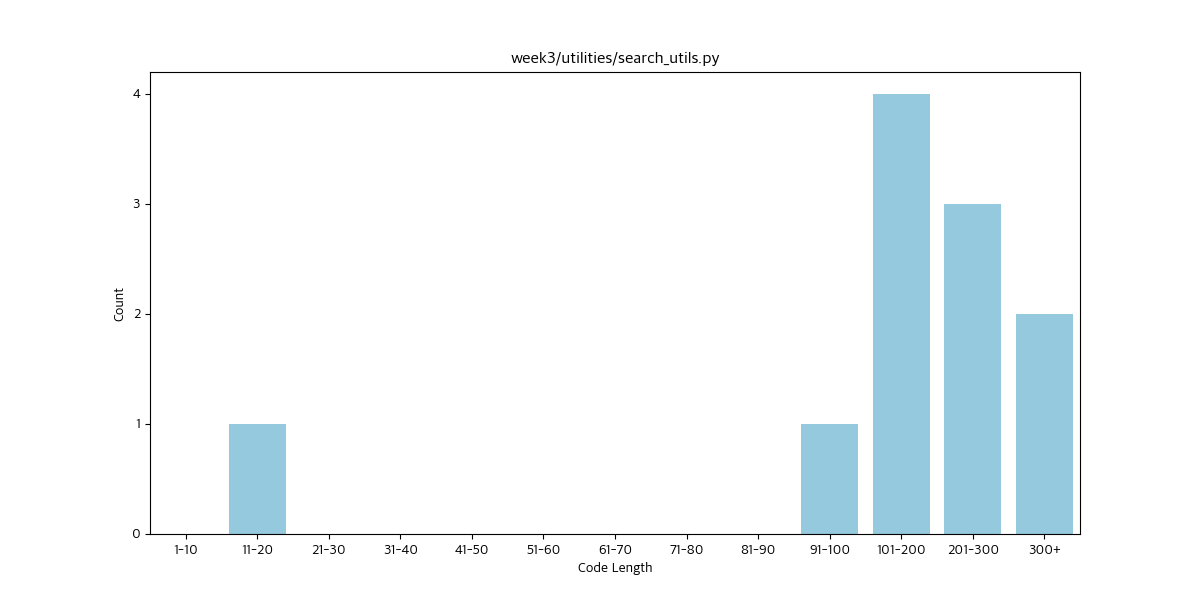 week3/utilities/search_utils.py
4
3
2
1
0
Count
1-10 11-20 21-30 31-40 41-50 51-60 61-70 71-80 81-90 91-100 101-200 201-300 300+
Code Length